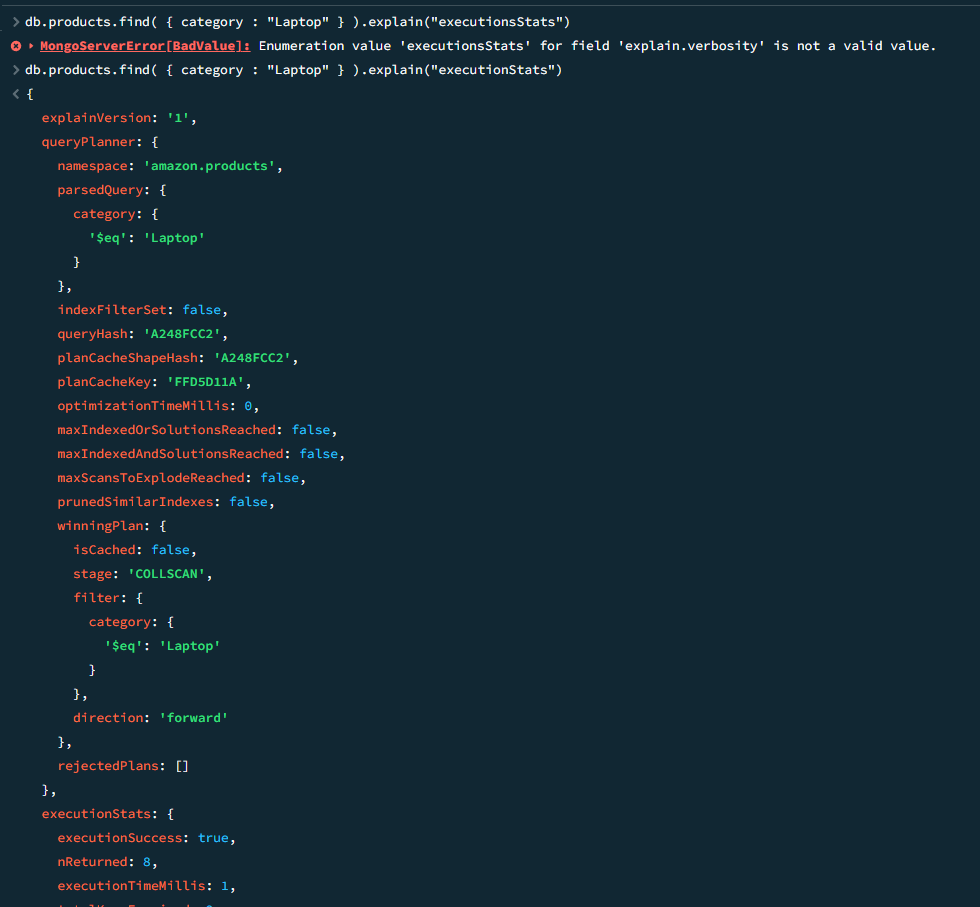 db.products.find( { category : "Laptop" } ).explain("executionsStats")
MongoServerError[BadValue]: Enumeration value 'executionsStats' for field 'explain.verbosity' is not a valid value.
db.products.find( { category : "Laptop" } ).explain("executionStats")
{
explainVersion: '1',
queryPlanner: {
namespace: 'amazon.products',
parsedQuery: {
category: {
'$eq': 'Laptop'
}
},
indexFilterSet: false,
queryHash: 'A248FCC2',
planCacheShapeHash: 'A248FCC2',
planCacheKey: 'FFD5D11A',
optimizationTimeMillis: 0,
maxIndexedOrSolutionsReached: false,
maxIndexedAndSolutionsReached: false,
maxScansToExplodeReached: false,
prunedSimilarIndexes: false,
winningPlan: {
isCached: false,
stage: 'COLLSCAN',
filter: {
category: {
'$eq': 'Laptop'
}
},
direction: 'forward'
},
rejectedPlans: []
},
executionStats: {
executionSuccess: true,
nReturned: 8,
executionTimeMillis: 1,